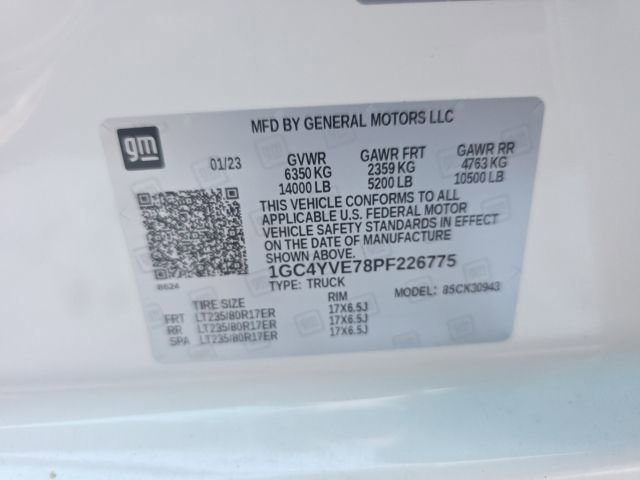 MFD BY GENERAL MOTORS LLC
gm
01/23 GVWR GAWR FRT GAWR RR
6350 KG 2359 KG 4763 KG
14000 LB 5200 LB 10500 LB
THIS VEHICLE CONFORMS TO ALL
APPLICABLE U.S. FEDERAL MOTOR
VEHICLE SAFETY STANDARDS IN EFFECT
ON THE DATE OF MANUFACTURE
SHOWN ABOVE.
1GC4YVE78PF226775
B624
TYPE: TRUCK MODEL: 85CK30943
TIRE SIZE RIM
FRT LT235/80R17ER 17X6.5J
RR LT235/80R17ER 17X6.5J
SPA LT235/80R17ER 17X6.5J